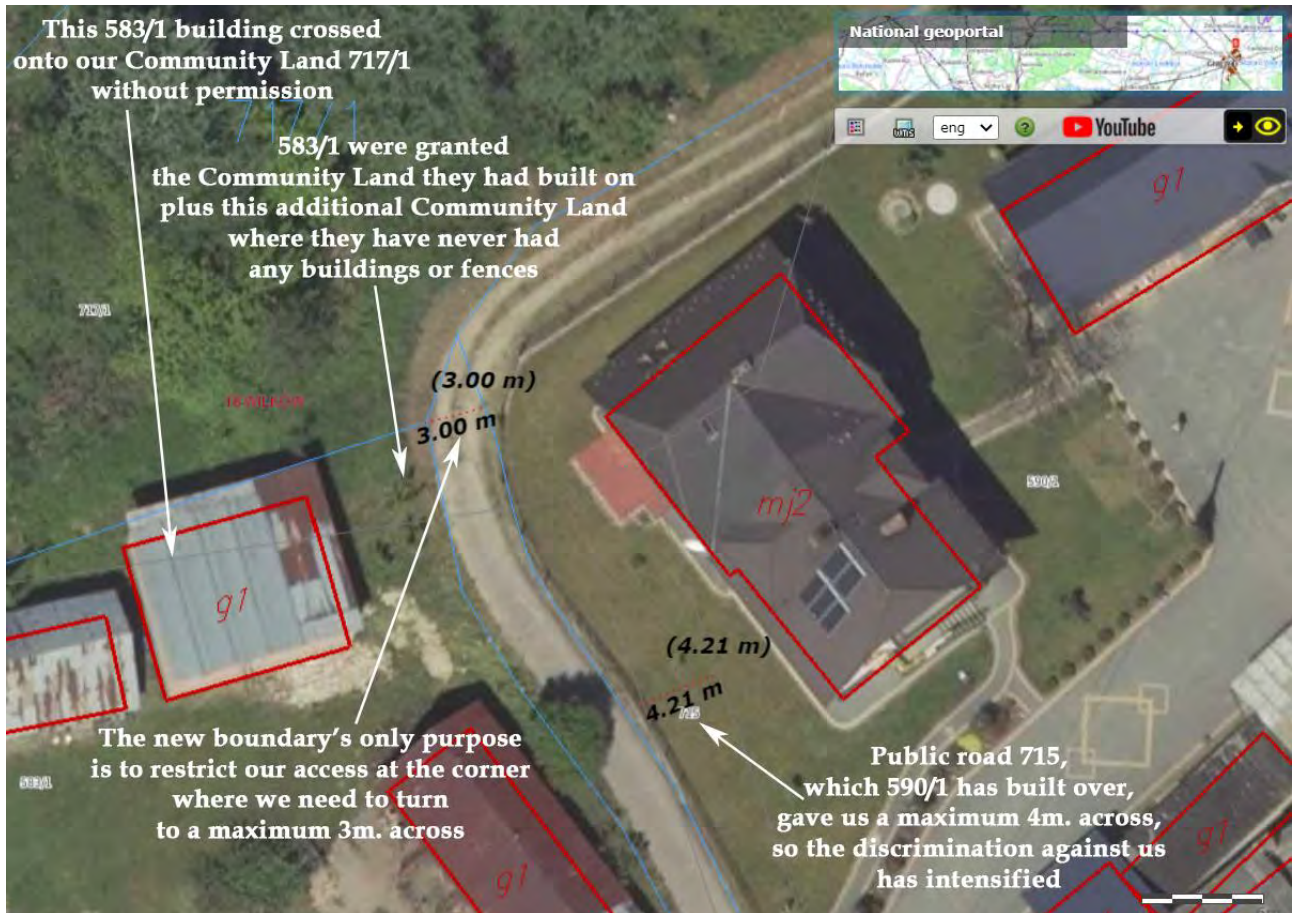 This 583/1 building crossed
onto our Community Land 717/1
without permission
717/1
583/1 were granted
the Community Land they had built on
plus this additional Community Land
where they have never had
any buildings or fences
National geoportal
WMS
eng
?
YouTube
g1
(3.00 m)
3.00 m
mj2
590/1
g1
(4.21 m)
4.21 m
715
The new boundary's only purpose
is to restrict our access at the corner
where we need to turn
to a maximum 3m. across
583/1
g1
Public road 715,
which 590/1 has built over,
gave us a maximum 4m. across,
so the discrimination against us
has intensified
g1